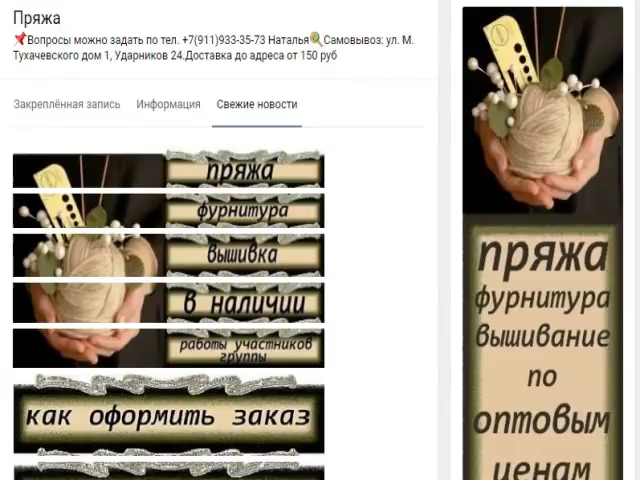 Пряжа
Вопросы можно задать по тел. +7(911)933-35-73 Наталья Самовывоз: ул. М.
Тухачевского дом 1, Ударников 24.Доставка до адреса от 150 руб
Закреплённая запись
Информация
Свежие новости
пряжа
фурнитура
вышивка
в наличии
работы участников
группы
как оформить заказ
пряжа
фурнитура
вышивание
по
оптовым
ценам